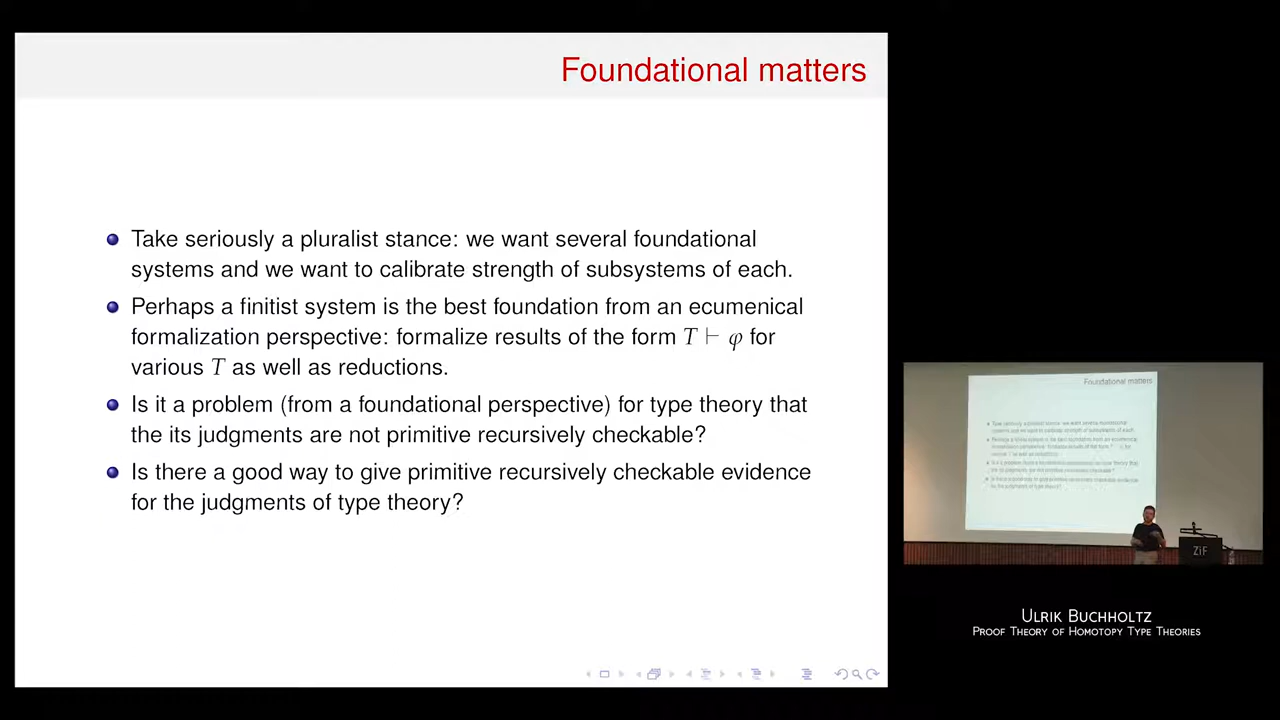 Foundational matters
Take seriously a pluralist stance: we want several foundational
systems and we want to calibrate strength of subsystems of each.
Perhaps a finitist system is the best foundation from an ecumenical
formalization perspective: formalize results of the form T ⊢ φ for
various T as well as reductions.
Is it a problem (from a foundational perspective) for type theory that
the its judgments are not primitive recursively checkable?
Is there a good way to give primitive recursively checkable evidence
for the judgments of type theory?
Foundational matters
ZiF
Ulrik Buchholtz
Proof Theory of Homotopy Type Theories